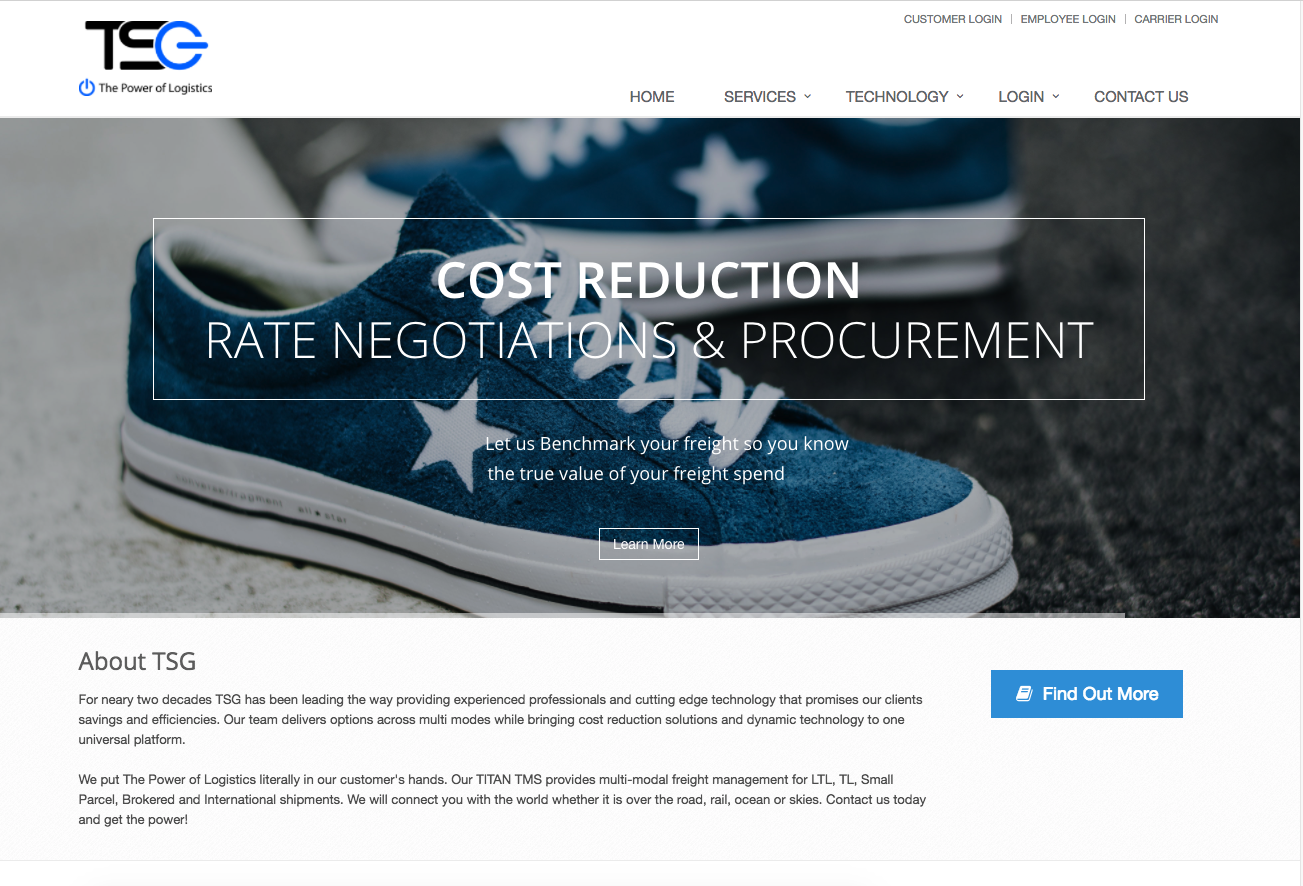 CUSTOMER LOGIN | EMPLOYEE LOGIN | CARRIER LOGIN
TSG
The Power of Logistics
HOME SERVICES TECHNOLOGY LOGIN CONTACT US
COST REDUCTION
RATE NEGOTIATIONS & PROCUREMENT
Let us Benchmark your freight so you know
the true value of your freight spend
converse/fragment all★star
Learn More
About TSG
For neary two decades TSG has been leading the way providing experienced professionals and cutting edge technology that promises our clients
savings and efficiencies. Our team delivers options across multi modes while bringing cost reduction solutions and dynamic technology to one
universal platform.
We put The Power of Logistics literally in our customer's hands. Our TITAN TMS provides multi-modal freight management for LTL, TL, Small
Parcel, Brokered and International shipments. We will connect you with the world whether it is over the road, rail, ocean or skies. Contact us today
and get the power!
Find Out More